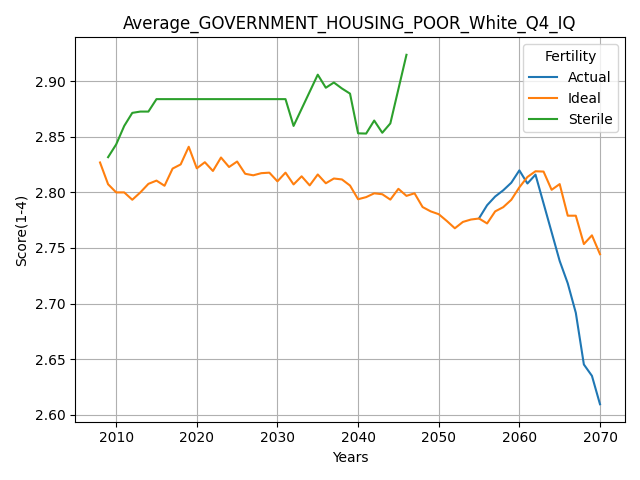 Average_GOVERNMENT_HOUSING_POOR_White_Q4_IQ
Fertility
Actual
Ideal
Sterile
Score(1-4)
2.90
2.85
2.80
2.75
2.70
2.65
2.60
2010 2020 2030 2040 2050 2060 2070
Years